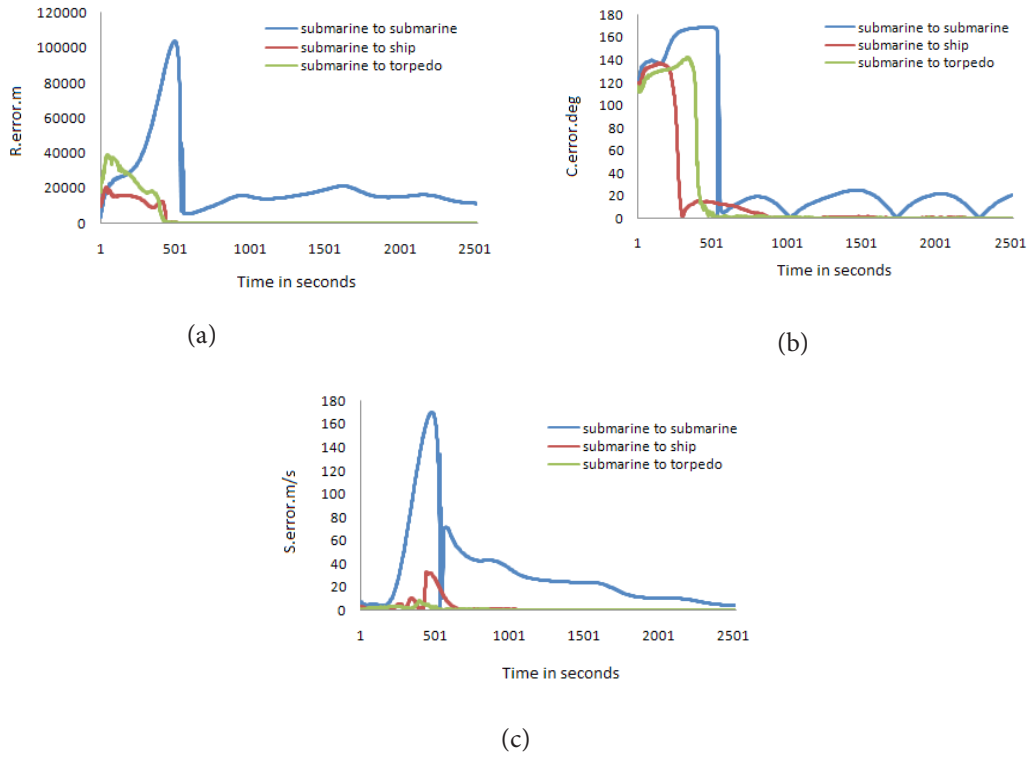 120000
100000
80000
60000
40000
20000
0
R.error.m
submarine to submarine
submarine to ship
submarine to torpedo
1 501 1001 1501 2001 2501
Time in seconds
(a)
180
160
140
120
100
80
60
40
20
0
C.error.deg
submarine to submarine
submarine to ship
submarine to torpedo
1 501 1001 1501 2001 2501
Time in seconds
(b)
180
160
140
120
100
80
60
40
20
0
S.error.m/s
submarine to submarine
submarine to ship
submarine to torpedo
1 501 1001 1501 2001 2501
Time in seconds
(c)